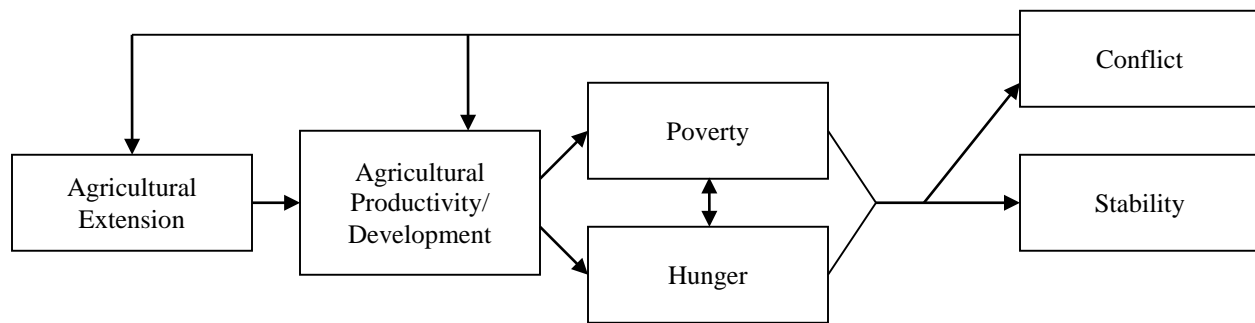 Conflict
Poverty
Agricultural
Extension
Agricultural
Productivity/
Development
Stability
Hunger